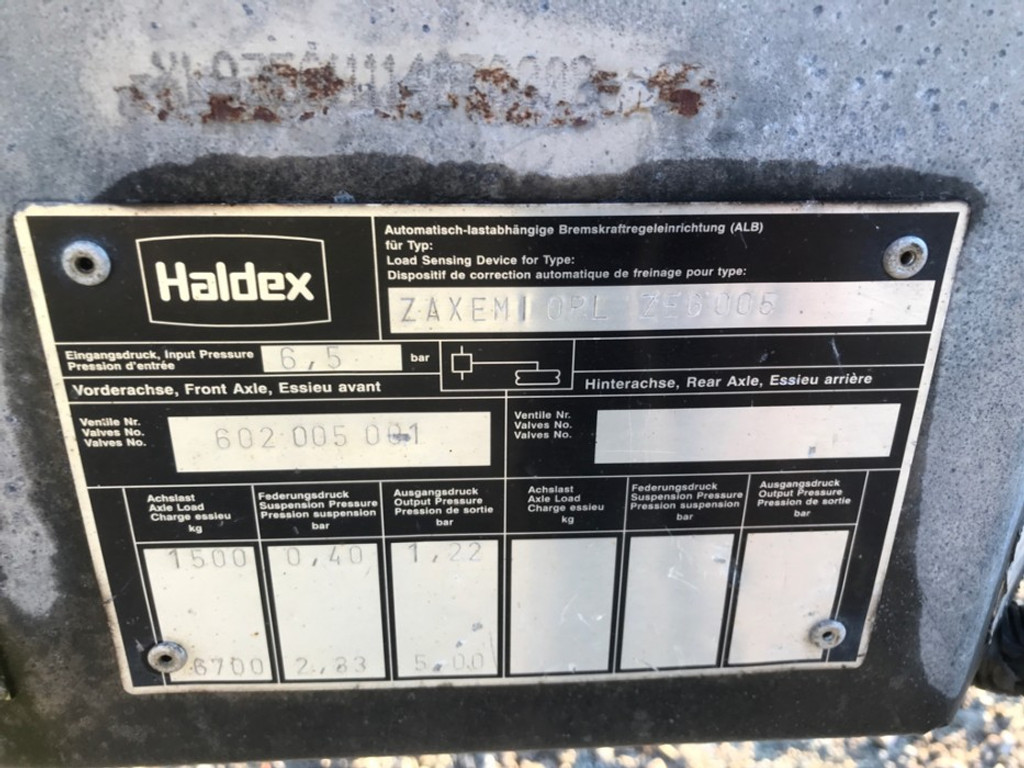 Haldex
Automatisch-lastabhängige Bremskraftregeleinrichtung (ALB)
für Typ:
Load Sensing Device for Type:
Dispositif de correction automatique de freinage pour type:
Eingangsdruck, Input Pressure
Pression d'entrée
6,5
bar
Vorderachse, Front Axle, Essieu avant
Hinterachse, Rear Axle, Essieu arrière
Ventile Nr.
Valves No.
Valves No.
602 005 001
Ventile Nr.
Valves No.
Valves No.
Achslast
Axle Load
Charge essieu
kg
Federungsdruck
Suspension Pressure
Pression suspension
bar
Ausgangsdruck
Output Pressure
Pression de sortie
bar
Achslast
Axle Load
Charge essieu
kg
Federungsdruck
Suspension Pressure
Pression suspension
bar
Ausgangsdruck
Output Pressure
Pression de sortie
bar
1500 0,40 1,22
6700 5,00